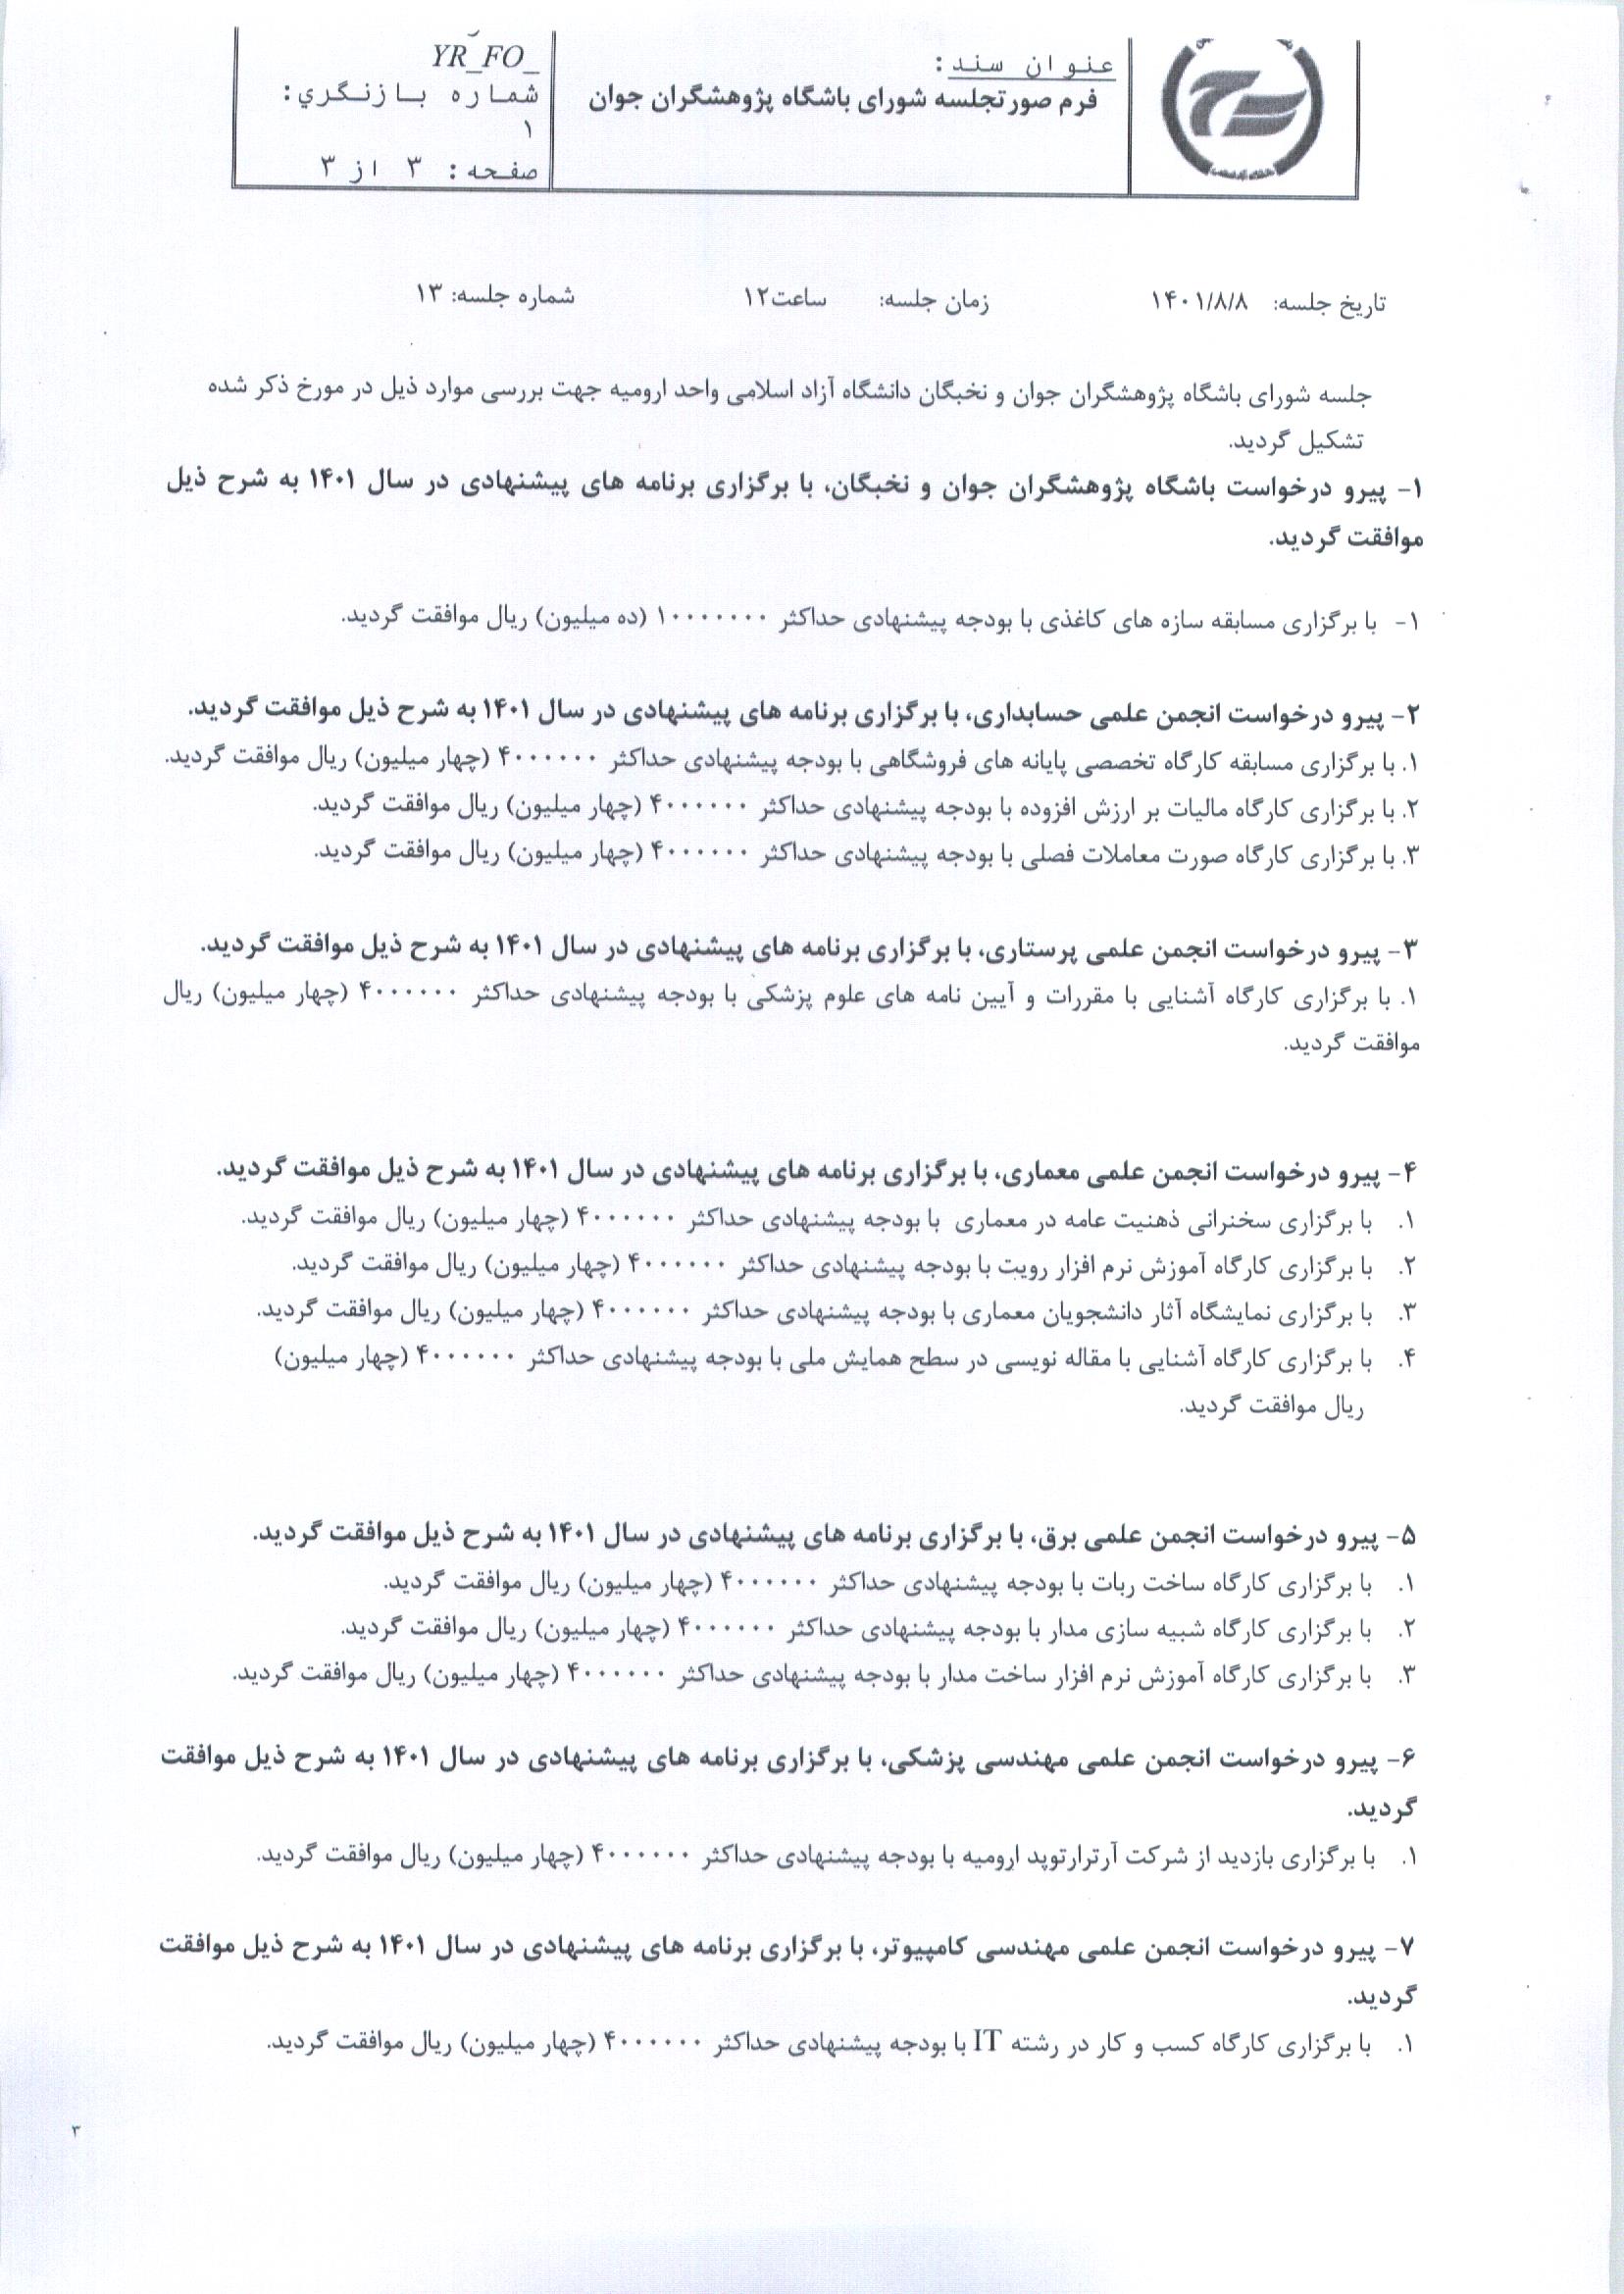 عنوان سند:
فرم صورتجلسه شورای باشگاه پژوهشگران جوان
YR_FO_
شماره بازنگري:
۱
صفحه: ۳ از ۳
تاریخ جلسه: ۱۴۰۱/۸/۸ زمان جلسه: ساعت۱۲ شماره جلسه: ۱۳
جلسه شورای باشگاه پژوهشگران جوان و نخبگان دانشگاه آزاد اسلامی واحد ارومیه جهت بررسی موارد ذیل در مورخ ذکر شده
تشکیل گردید.
۱- پیرو درخواست باشگاه پژوهشگران جوان و نخبگان، با برگزاری برنامه های پیشنهادی در سال ۱۴۰۱ به شرح ذیل
موافقت گردید.
۱- با برگزاری مسابقه سازه های کاغذی با بودجه پیشنهادی حداکثر ۱۰۰۰۰۰۰۰ (ده میلیون) ریال موافقت گردید.
۲- پیرو درخواست انجمن علمی حسابداری، با برگزاری برنامه های پیشنهادی در سال ۱۴۰۱ به شرح ذیل موافقت گردید.
۱. با برگزاری مسابقه کارگاه تخصصی پایانه های فروشگاهی با بودجه پیشنهادی حداکثر ۴۰۰۰۰۰۰ (چهار میلیون) ریال موافقت گردید.
۲. با برگزاری کارگاه مالیات بر ارزش افزوده با بودجه پیشنهادی حداکثر ۴۰۰۰۰۰۰ (چهار میلیون) ریال موافقت گردید.
۳. با برگزاری کارگاه صورت معاملات فصلی با بودجه پیشنهادی حداکثر ۴۰۰۰۰۰۰ (چهار میلیون) ریال موافقت گردید.
۳- پیرو درخواست انجمن علمی پرستاری، با برگزاری برنامه های پیشنهادی در سال ۱۴۰۱ به شرح ذیل موافقت گردید.
۱. با برگزاری کارگاه آشنایی با مقررات و آیین نامه های علوم پزشکی با بودجه پیشنهادی حداکثر ۴۰۰۰۰۰۰ (چهار میلیون) ریال
موافقت گردید.
۴- پیرو درخواست انجمن علمی معماری، با برگزاری برنامه های پیشنهادی در سال ۱۴۰۱ به شرح ذیل موافقت گردید.
۱. با برگزاری سخنرانی ذهنیت عامه در معماری با بودجه پیشنهادی حداکثر ۴۰۰۰۰۰۰ (چهار میلیون) ریال موافقت گردید.
۲. با برگزاری کارگاه آموزش نرم افزار رویت با بودجه پیشنهادی حداکثر ۴۰۰۰۰۰۰ (چهار میلیون) ریال موافقت گردید.
۳. با برگزاری نمایشگاه آثار دانشجویان معماری با بودجه پیشنهادی حداکثر ۴۰۰۰۰۰۰ (چهار میلیون) ریال موافقت گردید.
۴. با برگزاری کارگاه آشنایی با مقاله نویسی در سطح همایش ملی با بودجه پیشنهادی حداکثر ۴۰۰۰۰۰۰ (چهار میلیون)
ریال موافقت گردید.
۵- پیرو درخواست انجمن علمی برق، با برگزاری برنامه های پیشنهادی در سال ۱۴۰۱ به شرح ذیل موافقت گردید.
۱. با برگزاری کارگاه ساخت ربات با بودجه پیشنهادی حداکثر ۴۰۰۰۰۰۰ (چهار میلیون) ریال موافقت گردید.
۲. با برگزاری کارگاه شبیه سازی مدار با بودجه پیشنهادی حداکثر ۴۰۰۰۰۰۰ (چهار میلیون) ریال موافقت گردید.
۳. با برگزاری کارگاه آموزش نرم افزار ساخت مدار با بودجه پیشنهادی حداکثر ۴۰۰۰۰۰۰ (چهار میلیون) ریال موافقت گردید.
۶- پیرو درخواست انجمن علمی مهندسی پزشکی، با برگزاری برنامه های پیشنهادی در سال ۱۴۰۱ به شرح ذیل موافقت
گردید.
۱. با برگزاری بازدید از شرکت آرترارتوپد ارومیه با بودجه پیشنهادی حداکثر ۴۰۰۰۰۰۰ (چهار میلیون) ریال موافقت گردید.
۷- پیرو درخواست انجمن علمی مهندسی کامپیوتر، با برگزاری برنامه های پیشنهادی در سال ۱۴۰۱ به شرح ذیل موافقت
گردید.
۱. با برگزاری کارگاه کسب و کار در رشته IT با بودجه پیشنهادی حداکثر ۴۰۰۰۰۰۰ (چهار میلیون) ریال موافقت گردید.
۳